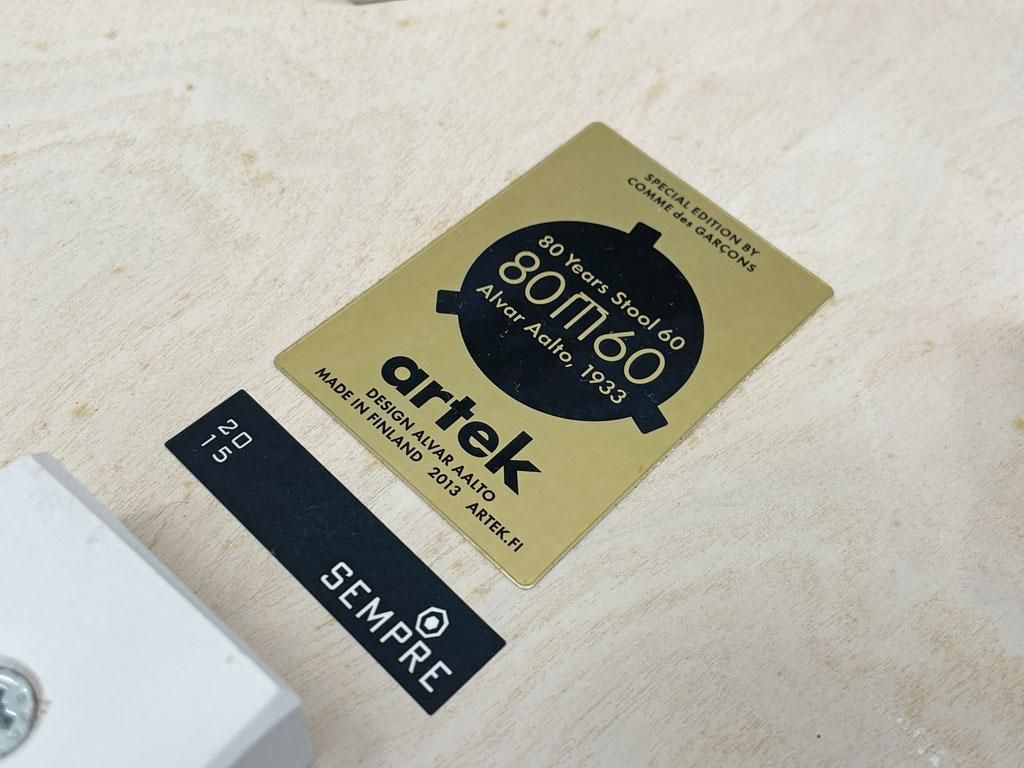 SPECIAL EDITION BY
COMME des GARÇONS
80 Years Stool 60
80m60
Alvar Aalto, 1933
artek
DESIGN ALVAR AALTO
MADE IN FINLAND 2013 ARTEK.FI
20
15
SEMPRE